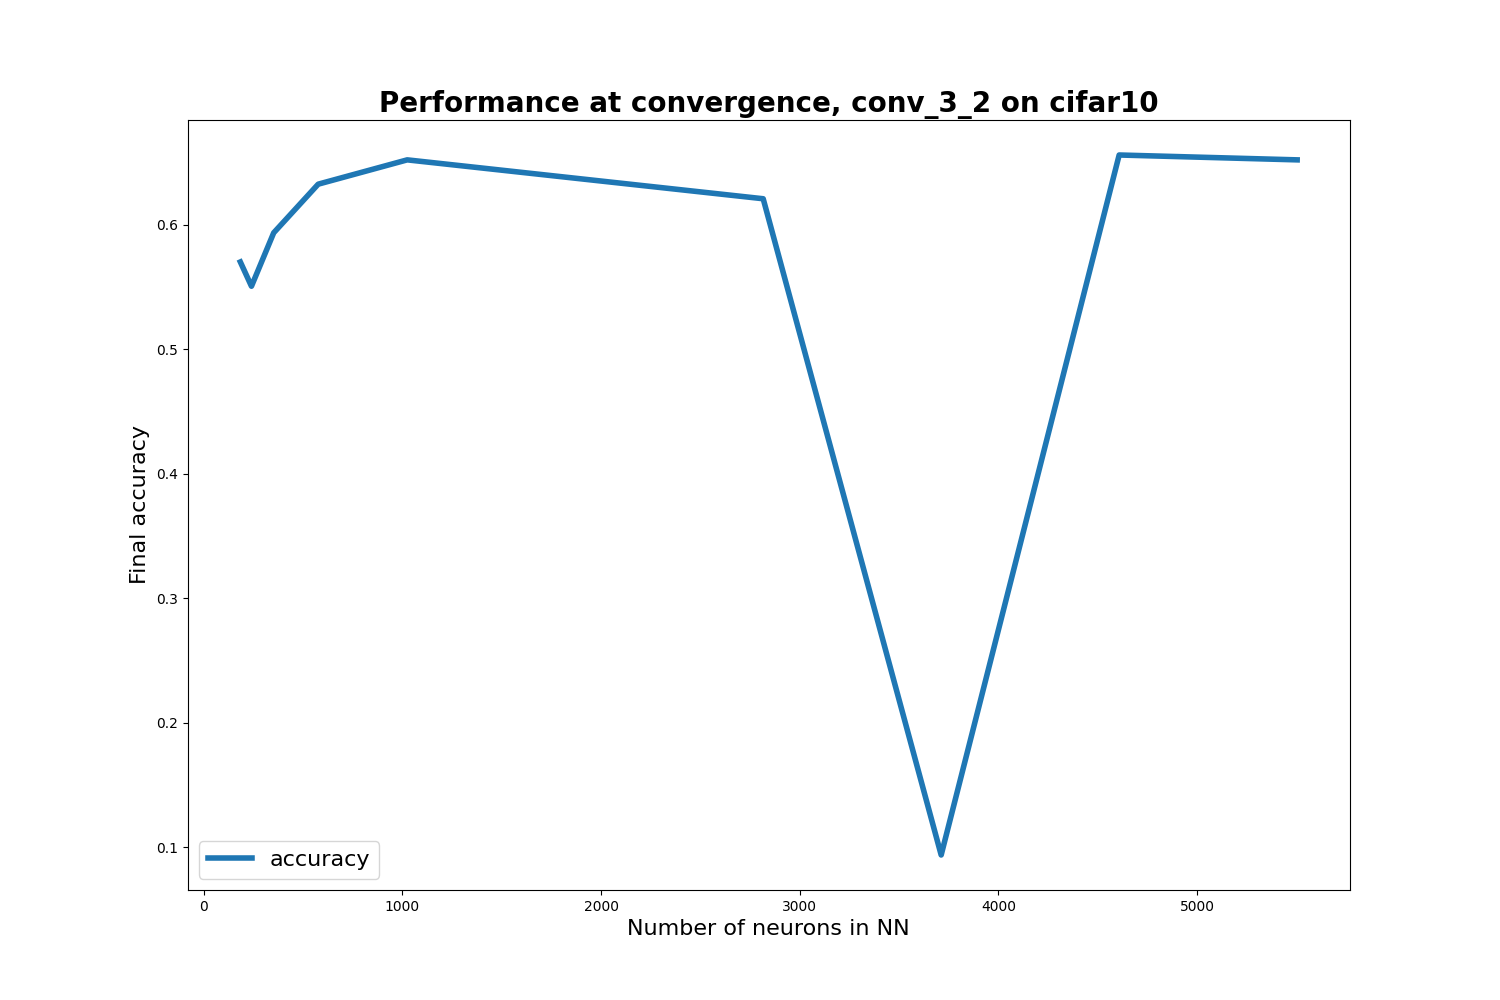 Performance at convergence, conv_3_2 on cifar10
Final accuracy
0.6
0.5
0.4
0.3
0.2
0.1
accuracy
0 1000 2000 3000 4000 5000
Number of neurons in NN